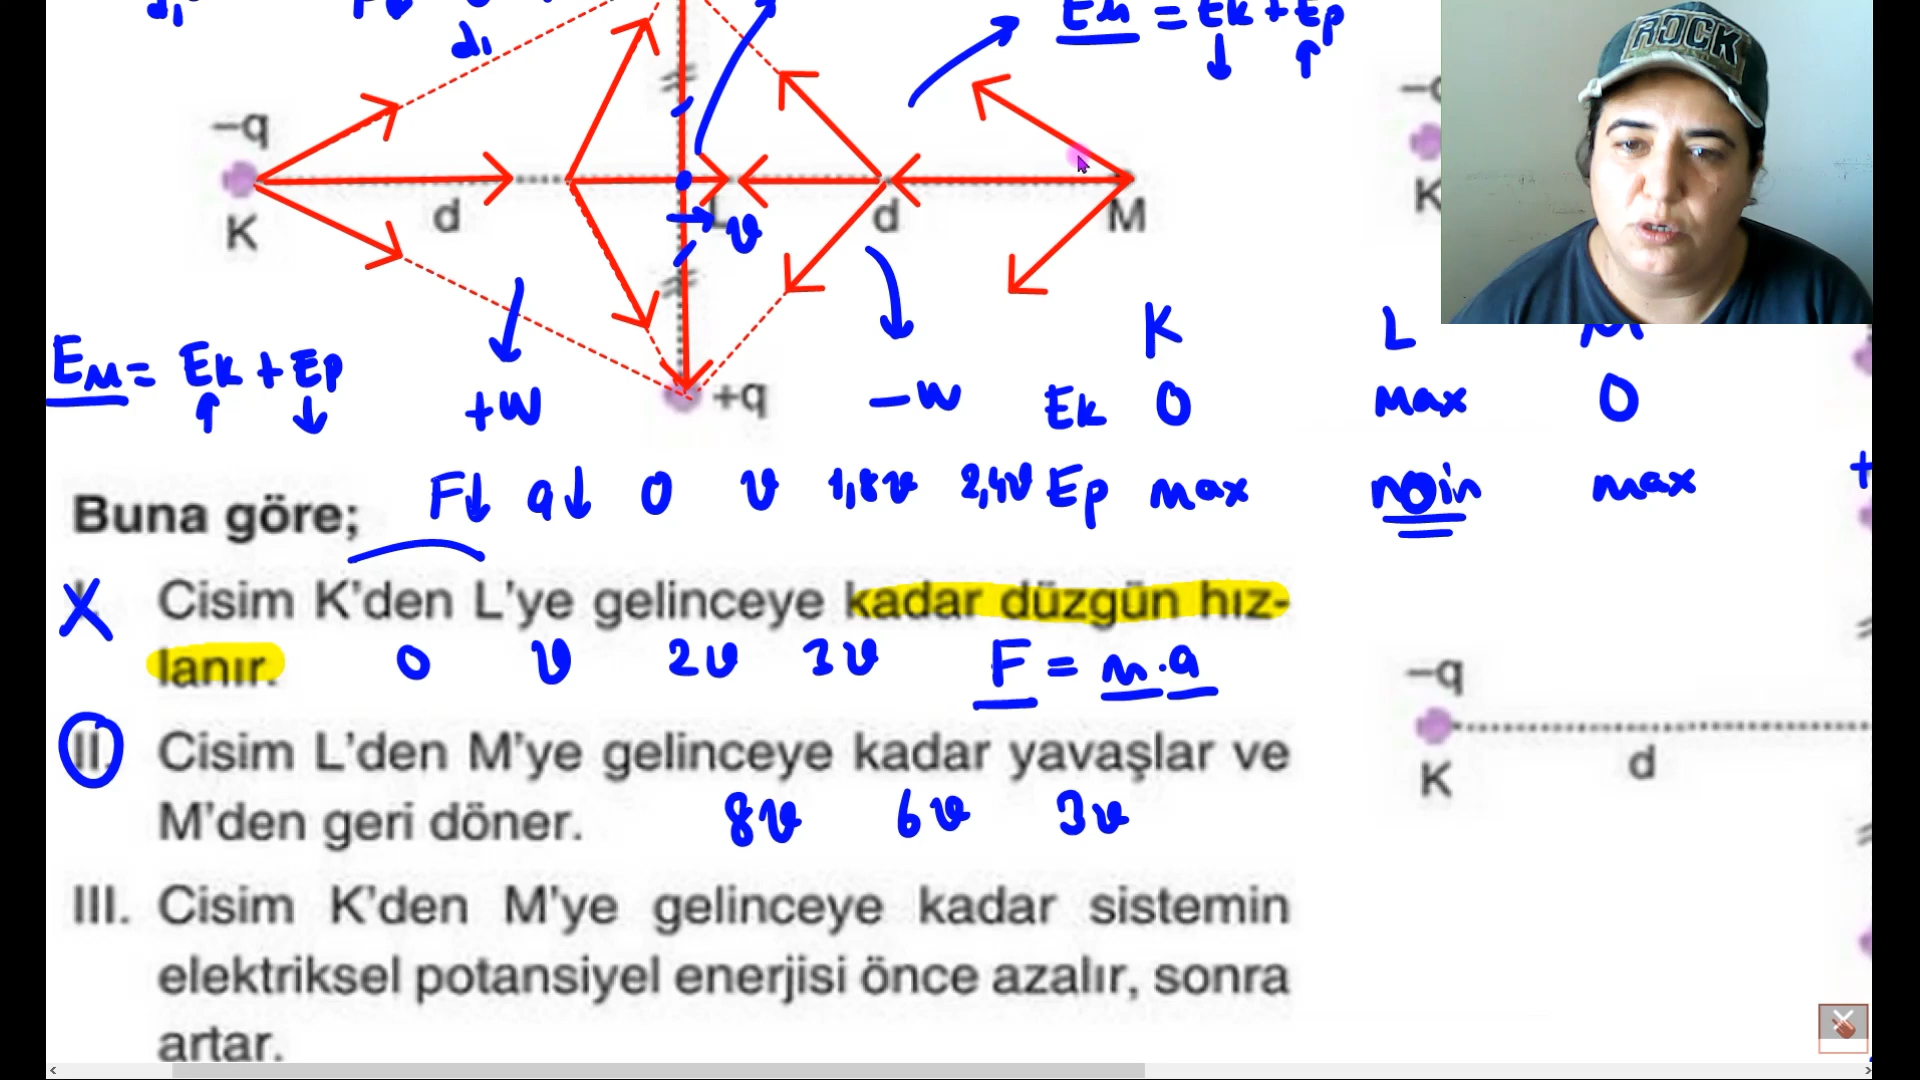 d₁
d₁
EM = Ek + Ep
↓ ↑
ROCK
−q
K
d
L
d
M
v
K
EM = Ek + Ep
↑ ↓
+W
+q
−W
K L M
Ek 0 max 0
Ep max min max
Buna göre;
F↓ a↓ 0 v 1,8v 2,4v
I. Cisim K'den L'ye gelinceye kadar düzgün hız-
lanır.
0 v 2v 3v F = m.a
II. Cisim L'den M'ye gelinceye kadar yavaşlar ve
M'den geri döner.
8v 6v 3v
−q
K
d
III. Cisim K'den M'ye gelinceye kadar sistemin
elektriksel potansiyel enerjisi önce azalır, sonra
artar.